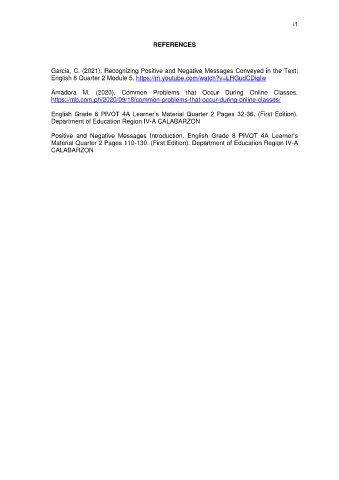 i1
REFERENCES
Garcia, C. (2021). Recognizing Positive and Negative Messages Conveyed in the Text|
English 8 Quarter 2 Module 5. https://m.youtube.com/watch?v=
Amadora M. (2020). Common Problems that Occur During Online Classes.
https://mb.com.ph/2020/09/18/common-problems-that-occur-during-online-classes/
English Grade 8 PIVOT 4A Learner's Material Quarter 2 Pages 32-36. (First Edition).
Department of Education Region IV-A CALABARZON
Positive and Negative Messages Introduction. English Grade 8 PIVOT 4A Learner's
Material Quarter 2 Pages 110-130. (First Edition). Department of Education Region IV-A
CALABARZON